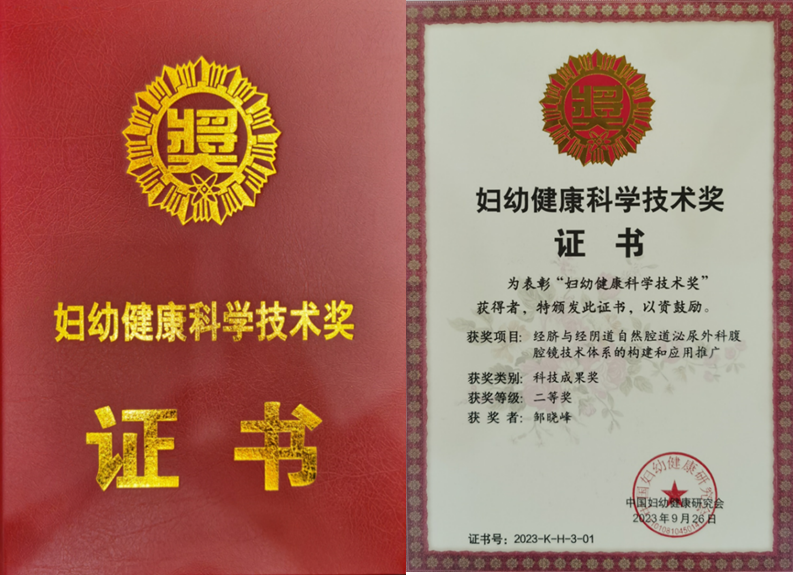 奖
妇幼健康科学技术奖
证 书
奖
妇幼健康科学技术奖
证 书
为表彰“妇幼健康科学技术奖”
获得者，特颁发此证书，以资鼓励。
获奖项目：经脐与经阴道自然腔道泌尿外科腹
腔镜技术体系的构建和应用推广
获奖类别：科技成果奖
获奖等级：二等奖
获 奖 者：邹晓峰
中国妇幼健康研究会
2023年9月26日
证书号：2023-K-H-3-01